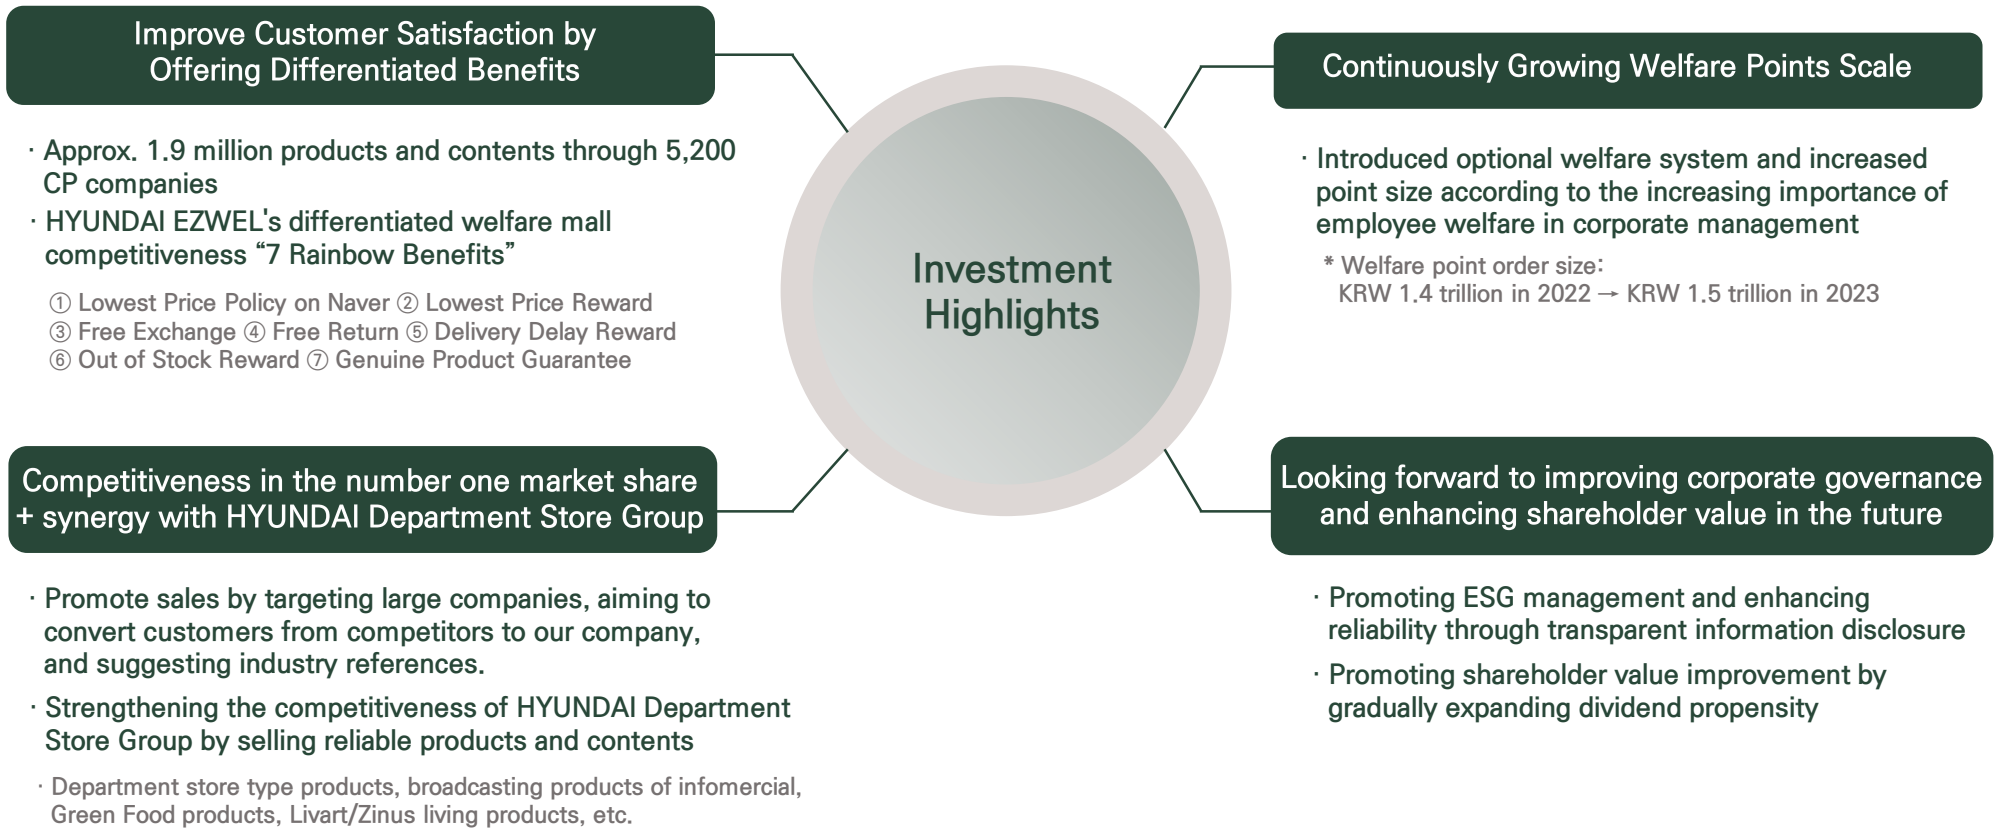 Improve Customer Satisfaction by
Offering Differentiated Benefits
· Approx. 1.9 million products and contents through 5,200
CP companies
· HYUNDAI EZWEL's differentiated welfare mall
competitiveness “7 Rainbow Benefits”
① Lowest Price Policy on Naver ② Lowest Price Reward
③ Free Exchange ④ Free Return ⑤ Delivery Delay Reward
⑥ Out of Stock Reward ⑦ Genuine Product Guarantee
Investment
Highlights
Continuously Growing Welfare Points Scale
· Introduced optional welfare system and increased
point size according to the increasing importance of
employee welfare in corporate management
* Welfare point order size:
KRW 1.4 trillion in 2022 → KRW 1.5 trillion in 2023
Competitiveness in the number one market share
+ synergy with HYUNDAI Department Store Group
· Promote sales by targeting large companies, aiming to
convert customers from competitors to our company,
and suggesting industry references.
· Strengthening the competitiveness of HYUNDAI Department
Store Group by selling reliable products and contents
· Department store type products, broadcasting products of infomercial,
Green Food products, Livart/Zinus living products, etc.
Looking forward to improving corporate governance
and enhancing shareholder value in the future
· Promoting ESG management and enhancing
reliability through transparent information disclosure
· Promoting shareholder value improvement by
gradually expanding dividend propensity